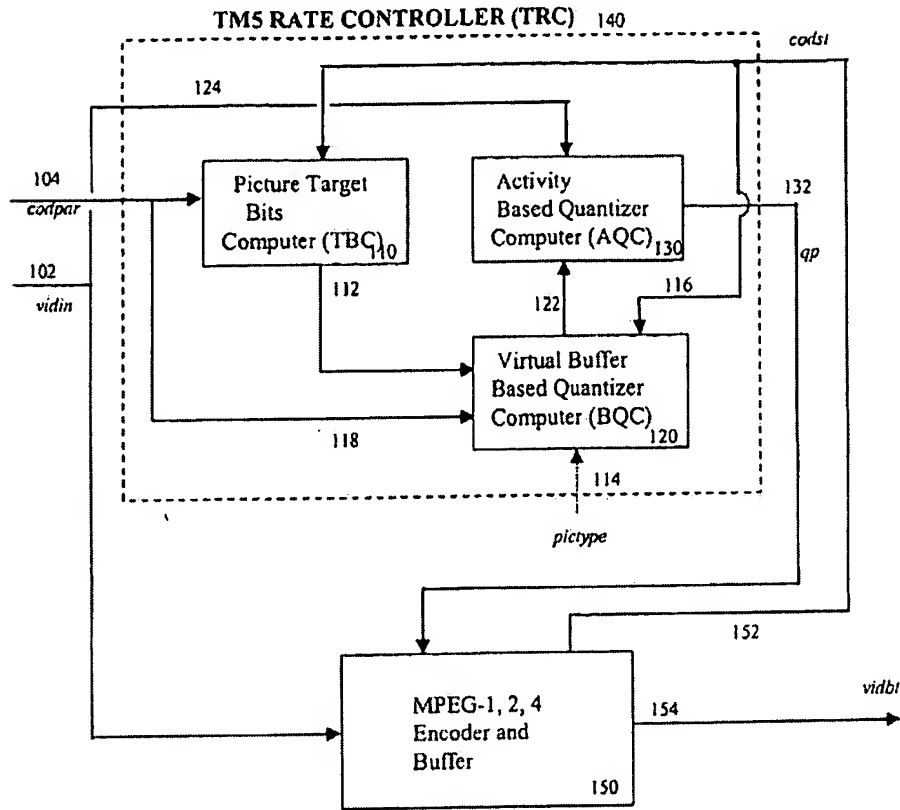 TM5 RATE CONTROLLER (TRC) 140
codst
124
104
codpar
Picture Target
Bits
Computer (TBC)
110
Activity
Based Quantizer
Computer (AQC)
130
132
qp
102
vidin
112
122
116
Virtual Buffer
Based Quantizer
Computer (BQC)
120
118
114
pictype
152
MPEG-1, 2, 4
Encoder and
Buffer
150
154
vidbt